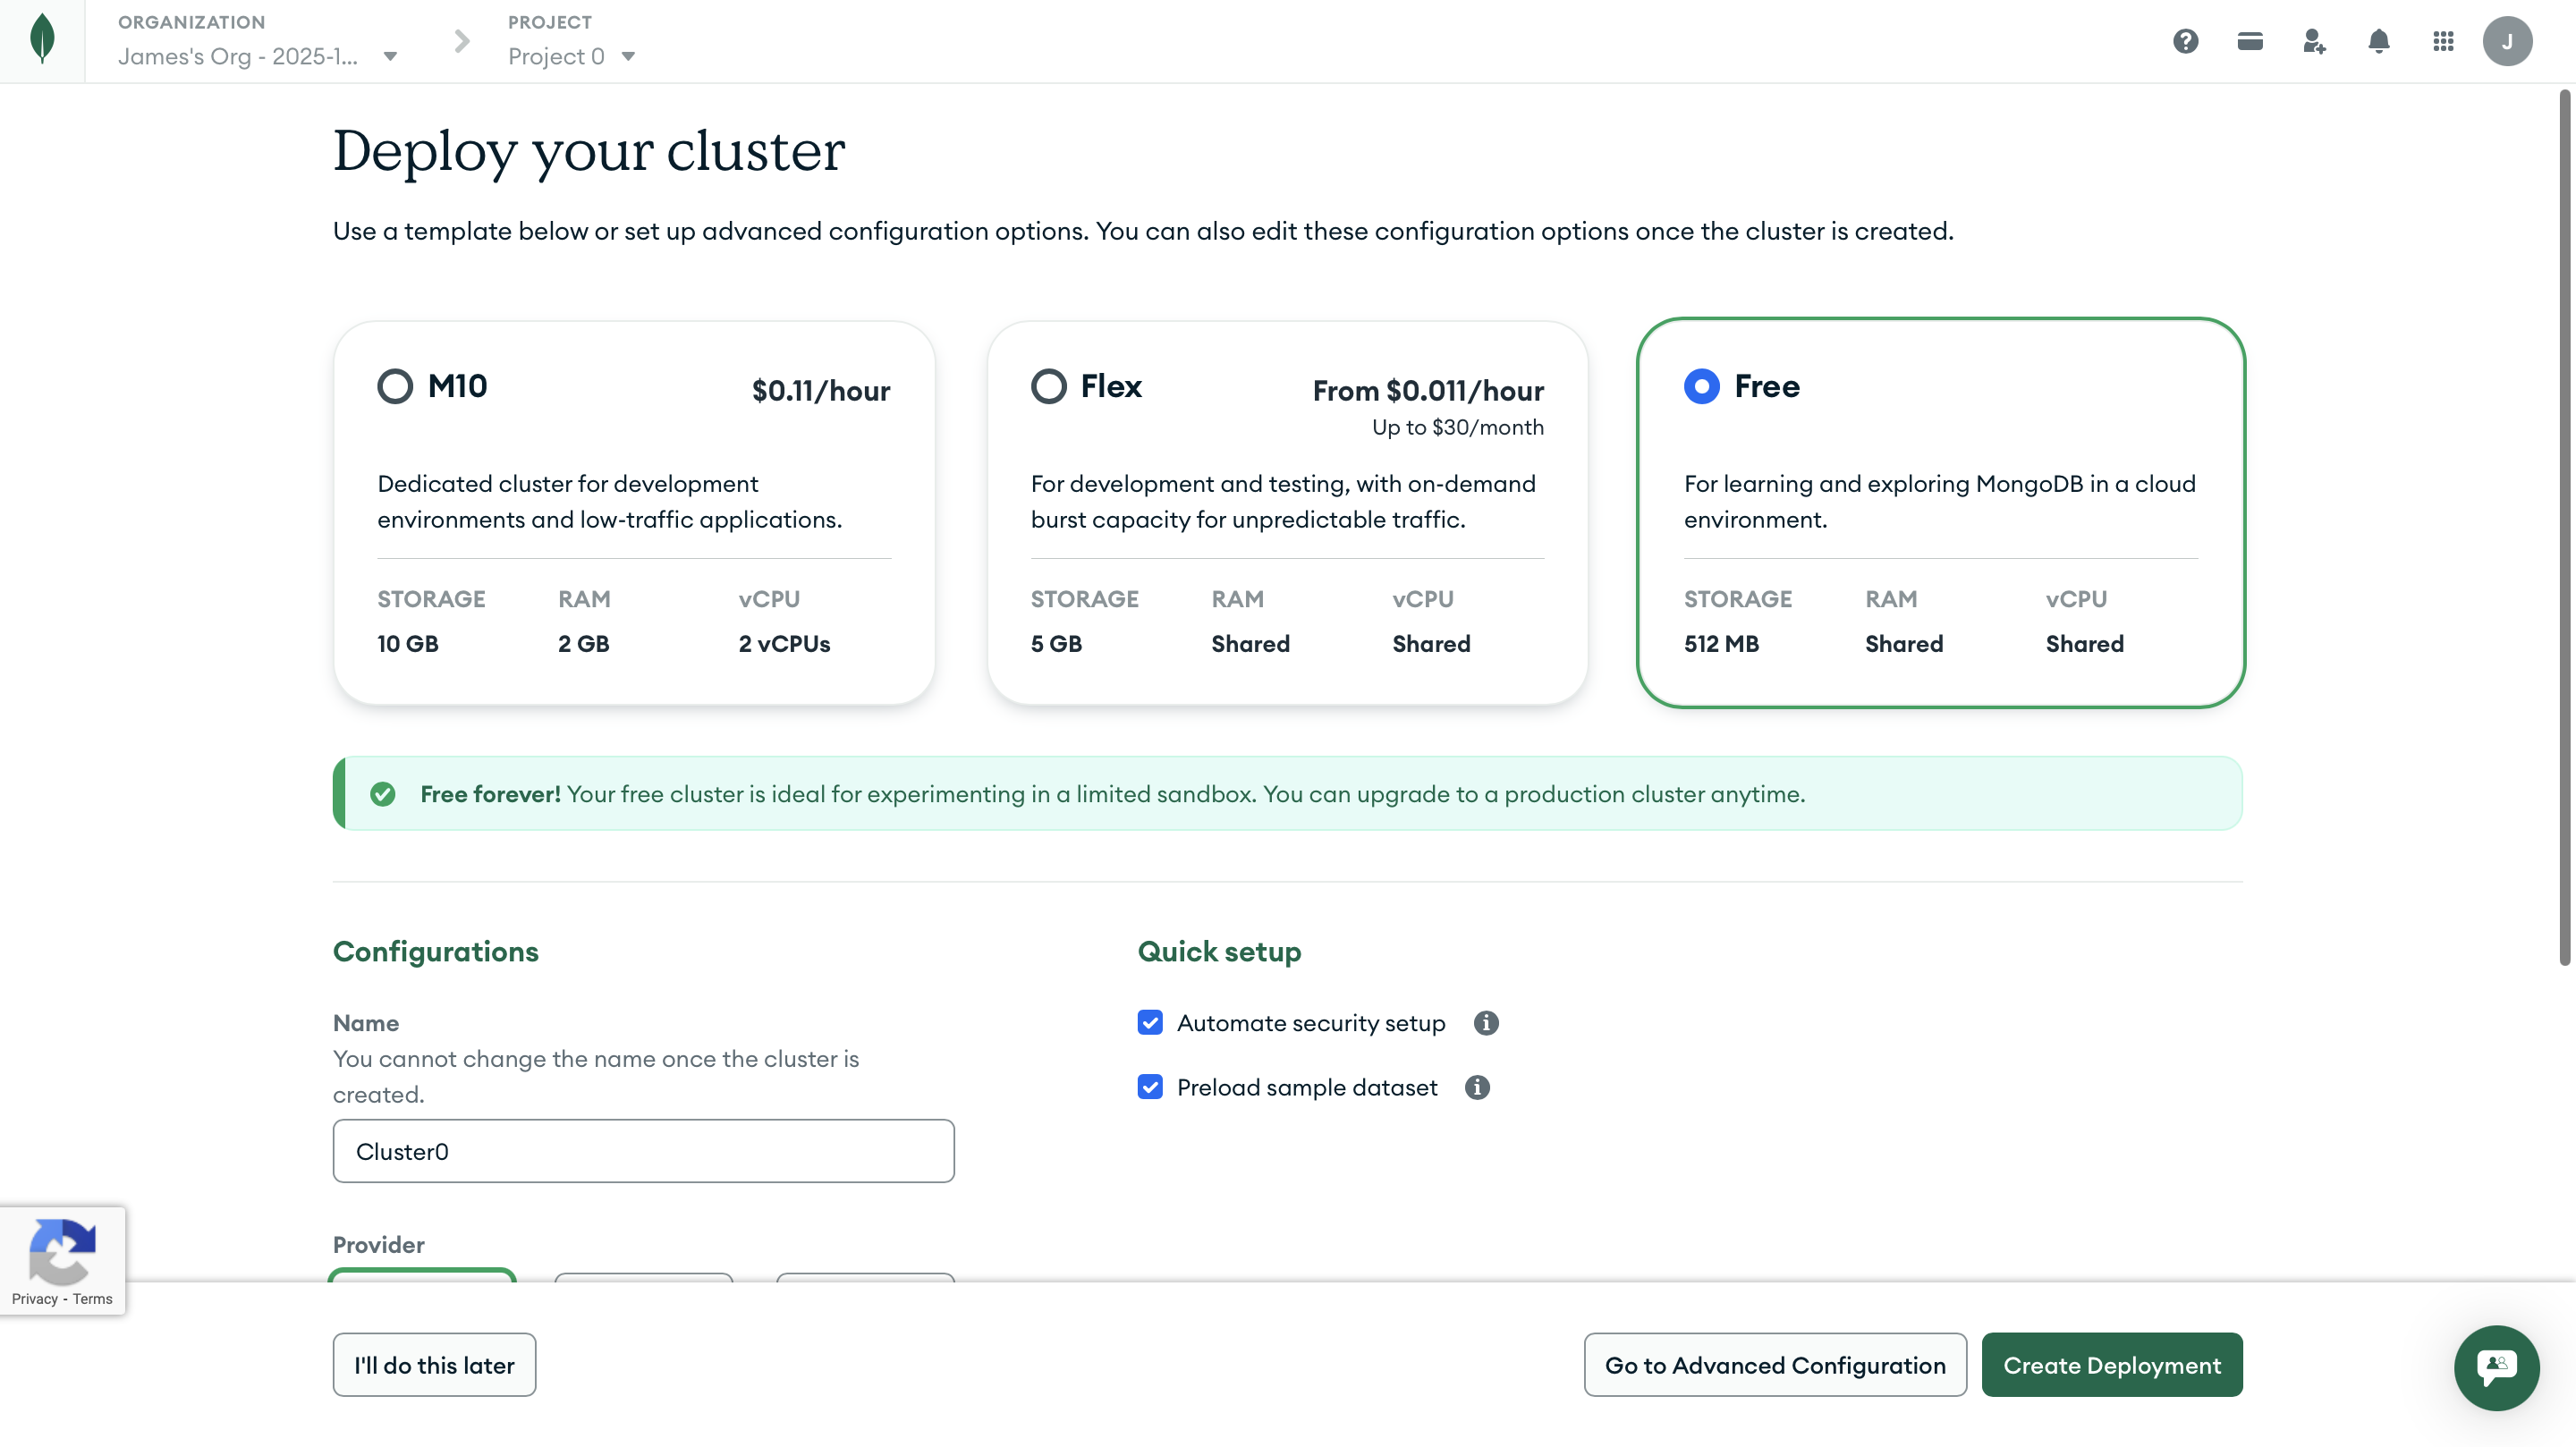 ORGANIZATION
James's Org - 2025-1...
PROJECT
Project 0
J
Deploy your cluster
Use a template below or set up advanced configuration options. You can also edit these configuration options once the cluster is created.
M10
$0.11/hour
Dedicated cluster for development
environments and low-traffic applications.
STORAGE RAM vCPU
10 GB 2 GB 2 vCPUs
Flex
From $0.011/hour
Up to $30/month
For development and testing, with on-demand
burst capacity for unpredictable traffic.
STORAGE RAM vCPU
5 GB Shared Shared
Free
For learning and exploring MongoDB in a cloud
environment.
STORAGE RAM vCPU
512 MB Shared Shared
Free forever! Your free cluster is ideal for experimenting in a limited sandbox. You can upgrade to a production cluster anytime.
Configurations
Name
You cannot change the name once the cluster is
created.
Cluster0
Provider
Quick setup
Automate security setup
Preload sample dataset
Privacy - Terms
I'll do this later
Go to Advanced Configuration
Create Deployment